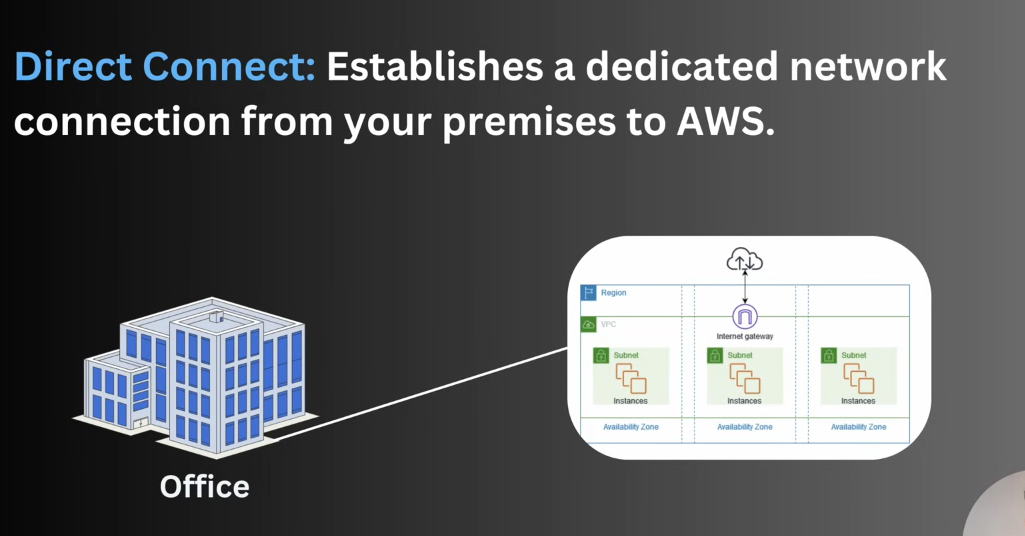 Direct Connect: Establishes a dedicated network
connection from your premises to AWS.
Region
VPC
Internet gateway
Subnet
Subnet
Subnet
Instances
Instances
Instances
Availability Zone
Availability Zone
Availability Zone
Office